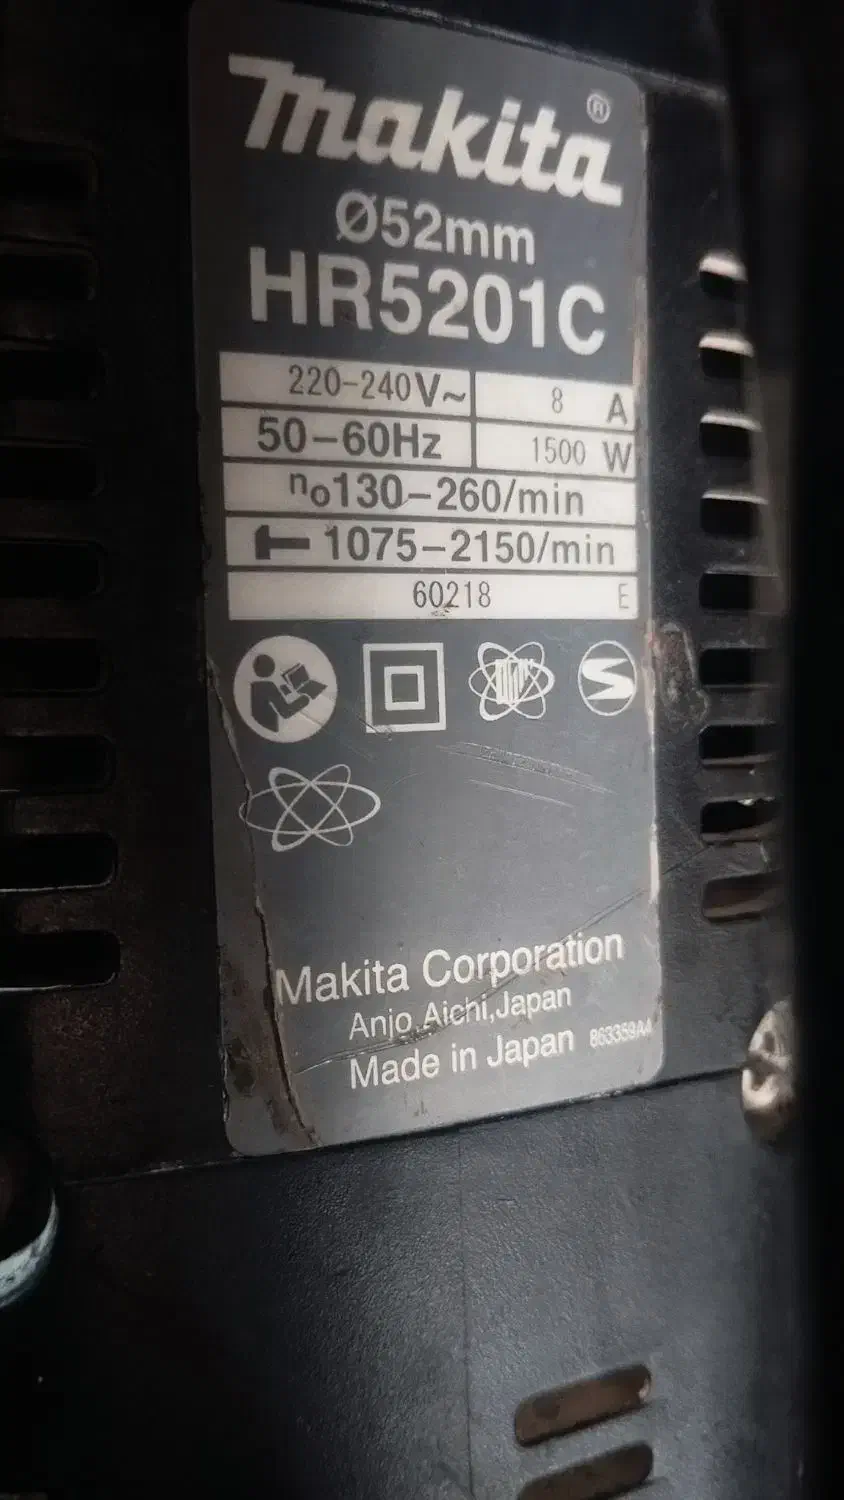 makita®
Ø52mm
HR5201C
220-240V~ 8 A
50-60Hz 1500 W
no130-260/min
1075-2150/min
60218 E
S
Makita Corporation
Anjo,Aichi,Japan
Made in Japan 863359A4